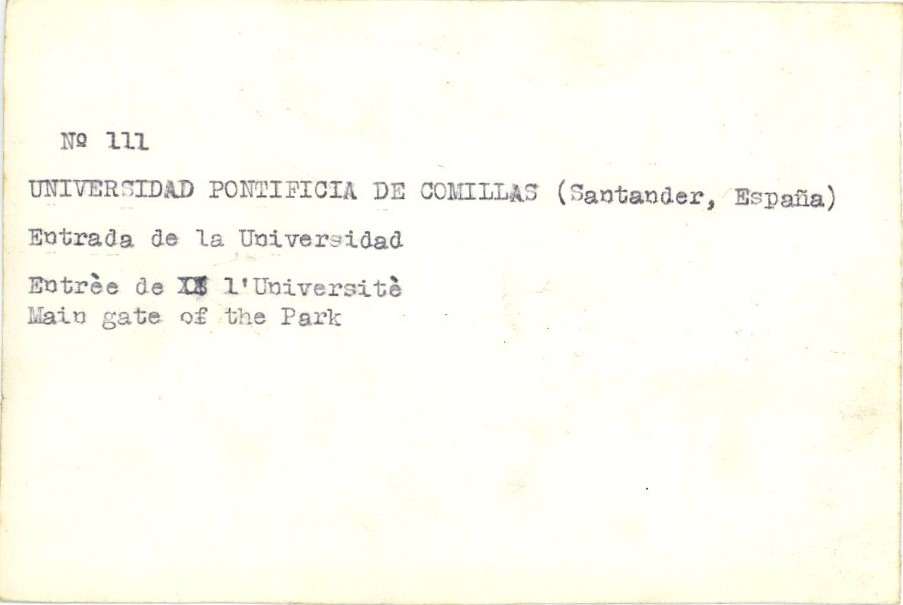 Nº 111
UNIVERSIDAD PONTIFICIA DE COMILLAS (Santander, España)
Entrada de la Universidad
Entrèe de l'Universitè
Main gate of the Park